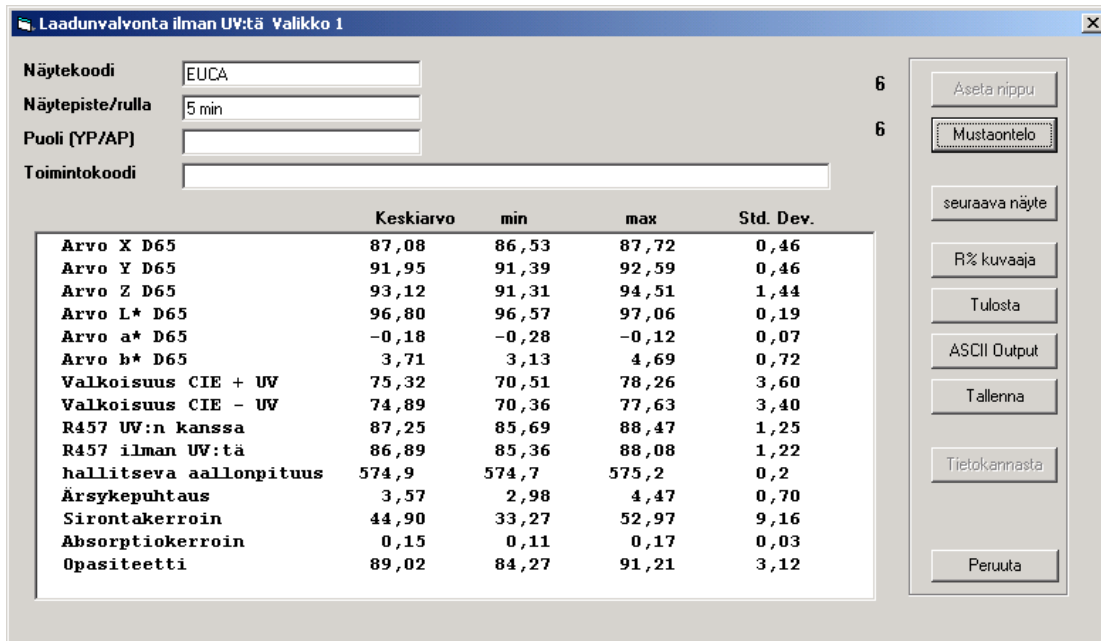 Laadunvalvonta ilman UV:tä Valikko 1
Näytekoodi EUCA 6 Aseta nippu
Näytepiste/rulla 5 min
Puoli (YP/AP) 6 Mustaontelo
Toimintokoodi
seuraava näyte
Keskiarvo min max Std. Dev.
Arvo X D65 87,08 86,53 87,72 0,46
Arvo Y D65 91,95 91,39 92,59 0,46
Arvo Z D65 93,12 91,31 94,51 1,44
Arvo L* D65 96,80 96,57 97,06 0,19
Arvo a* D65 -0,18 -0,28 -0,12 0,07
Arvo b* D65 3,71 3,13 4,69 0,72
Valkoisuus CIE + UV 75,32 70,51 78,26 3,60
Valkoisuus CIE - UV 74,89 70,36 77,63 3,40
R457 UV:n kanssa 87,25 85,69 88,47 1,25
R457 ilman UV:tä 86,89 85,36 88,08 1,22
hallitseva aallonpituus 574,9 574,7 575,2 0,2
Ärsykepuhtaus 3,57 2,98 4,47 0,70
Sirontakerroin 44,90 33,27 52,97 9,16
Absorptiokerroin 0,15 0,11 0,17 0,03
Opasiteetti 89,02 84,27 91,21 3,12
R% kuvaaja
Tulosta
ASCII Output
Tallenna
Tietokannasta
Peruuta